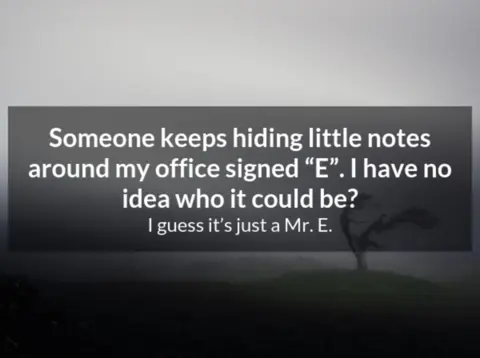 Someone keeps hiding little notes
around my office signed “E”. I have no
idea who it could be?
I guess it’s just a Mr. E.